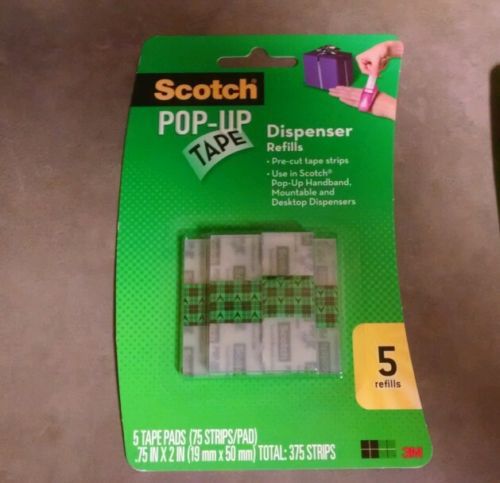 Scotch
POP-UP
TAPE
Dispenser
Refills
• Pre-cut tape strips
• Use in Scotch®
Pop-Up Handband,
Mountable and
Desktop Dispensers
5
refills
5 TAPE PADS (75 STRIPS/PAD)
.75 IN X 2 IN (19 mm x 50 mm) TOTAL: 375 STRIPS
3M